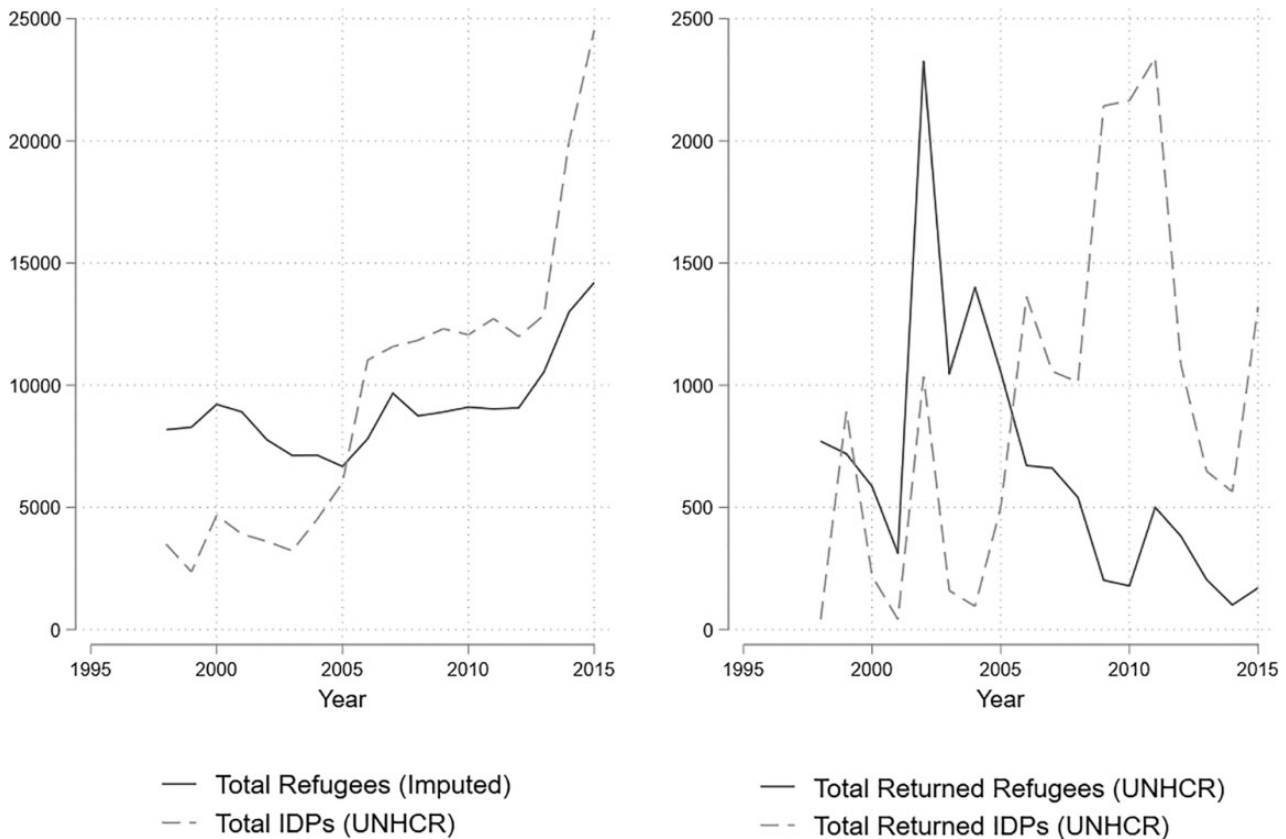 25000
20000
15000
10000
5000
0
1995 2000 2005 2010 2015
Year
Total Refugees (Imputed)
Total IDPs (UNHCR)
2500
2000
1500
1000
500
0
1995 2000 2005 2010 2015
Year
Total Returned Refugees (UNHCR)
Total Returned IDPs (UNHCR)